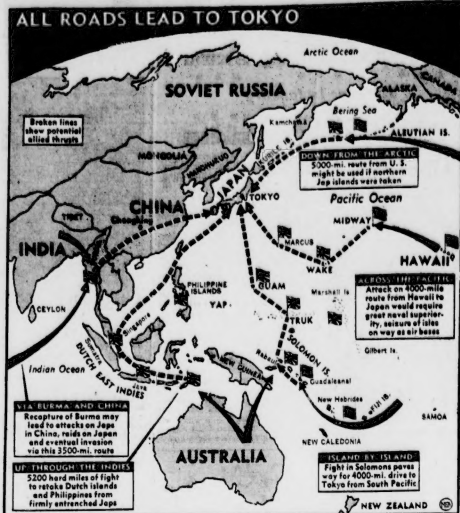 ALL ROADS LEAD TO TOKYO
Arctic Ocean
SOVIET RUSSIA
ALASKA
CANADA
Bering Sea
Kamchatka
ALEUTIAN IS.
Broken lines
show potential
allied thrusts
DOWN FROM THE ARCTIC
5000-mi. route from U. S.
might be used if northern
Jap islands were taken
MONGOLIA
MANCHUKUO
KURILE IS.
JAPAN
TOKYO
CHINA
Chungking
TIBET
INDIA
Pacific Ocean
MIDWAY
HAWAII
MARCUS
WAKE
ACROSS THE PACIFIC
Attack on 4000-mile
route from Hawaii to
Japan would require
great naval superior-
ity, seizure of isles
on way as air bases
PHILIPPINE
ISLANDS
GUAM
YAP
Marshall Is.
TRUK
CEYLON
Singapore
Gilbert Is.
Indian Ocean
Sumatra
DUTCH EAST INDIES
Java
NEW GUINEA
Rabaul
SOLOMON IS.
Guadalcanal
New Hebrides
FIJI IS.
SAMOA
NEW CALEDONIA
VIA BURMA AND CHINA
Recapture of Burma may
lead to attacks on Japs
in China, raids on Japan
and eventual invasion
via this 3500-mi. route
UP THROUGH THE INDIES
5200 hard miles of fight
to retake Dutch islands
and Philippines from
firmly entrenched Japs
AUSTRALIA
ISLAND BY ISLAND
Fight in Solomons paves
way for 4000-mi. drive to
Tokyo from South Pacific
NEW ZEALAND